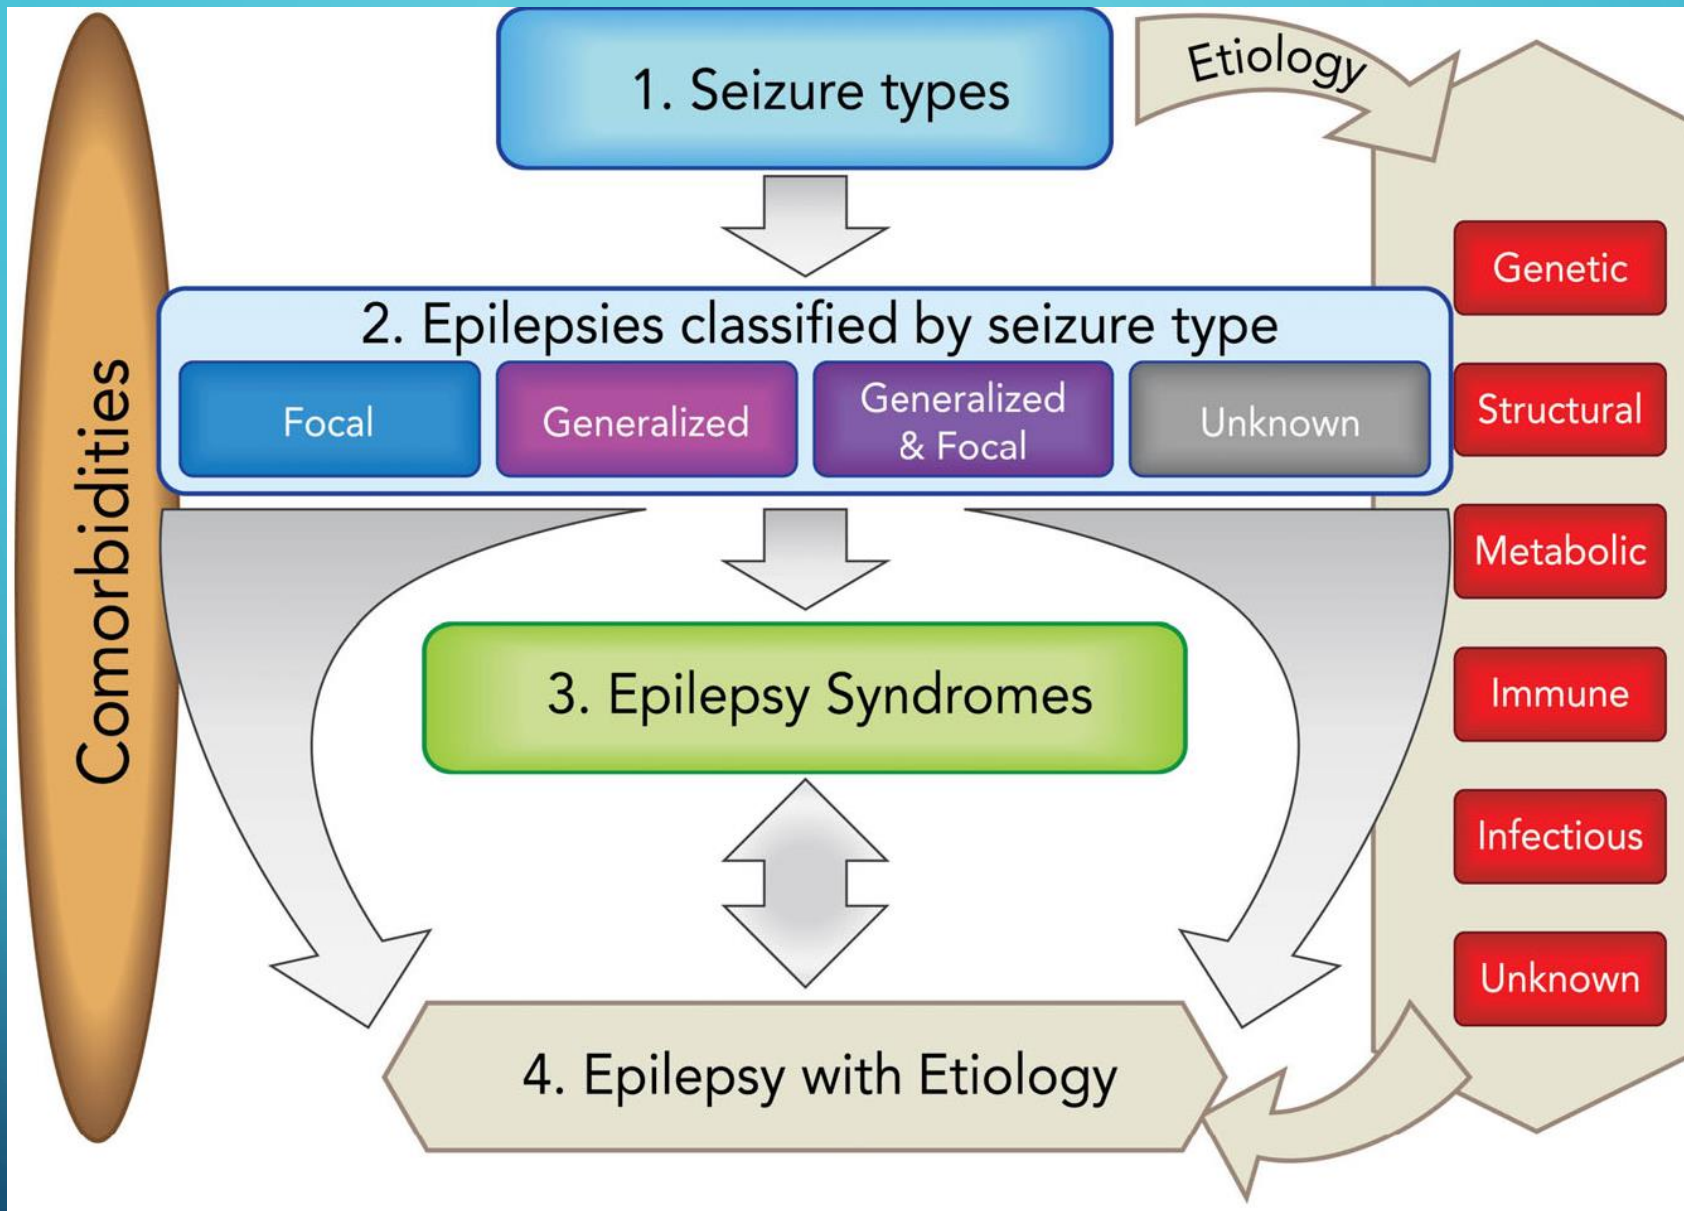 1. Seizure types
Etiology
Comorbidities
2. Epilepsies classified by seizure type
Focal
Generalized
Generalized
& Focal
Unknown
3. Epilepsy Syndromes
4. Epilepsy with Etiology
Genetic
Structural
Metabolic
Immune
Infectious
Unknown